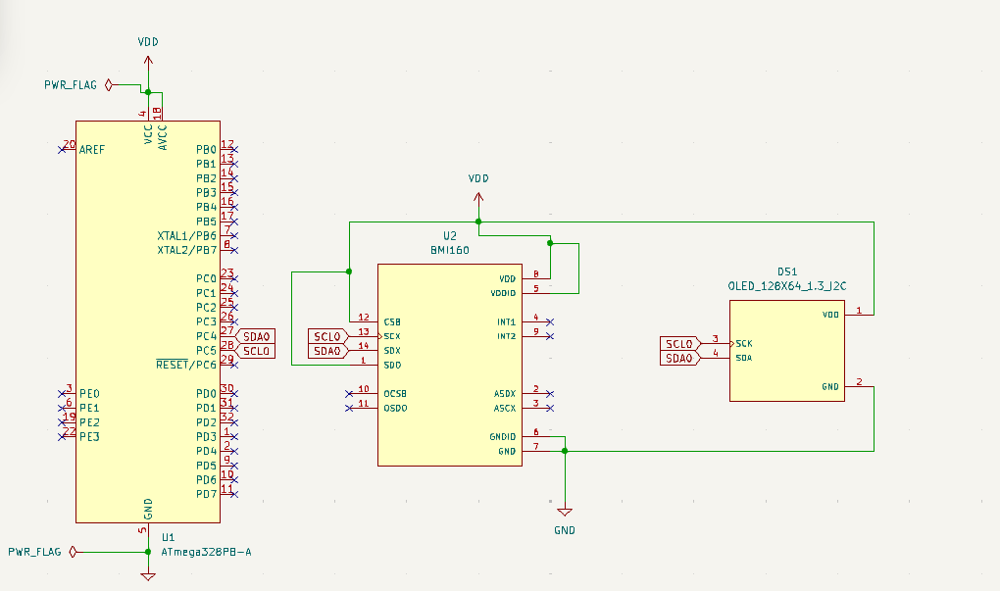 VDD
PWR_FLAG
4
18
VCC
AVCC
20
AREF
PB0
12
PB1
13
PB2
14
PB3
15
PB4
16
PB5
17
XTAL1/PB6
7
XTAL2/PB7
8
PC0
23
PC1
24
PC2
25
PC3
26
PC4
27
SDA0
PC5
28
SCL0
RESET/PC6
29
3
PE0
PD0
30
6
PE1
PD1
31
19
PE2
PD2
32
22
PE3
PD3
1
PD4
2
PD5
9
PD6
10
PD7
11
GND
5
U1
ATmega328PB-A
PWR_FLAG
VDD
U2
BMI160
VDD
8
VDDIO
5
12
CSB
INT1
4
SCL0
13
SCX
INT2
9
SDA0
14
SDX
1
SDO
10
OCSB
ASDX
2
11
OSDO
ASCX
3
GNDIO
6
GND
7
GND
DS1
OLED_128X64_1.3_I2C
VDD
1
SCL0
3
SCK
SDA0
4
SDA
GND
2